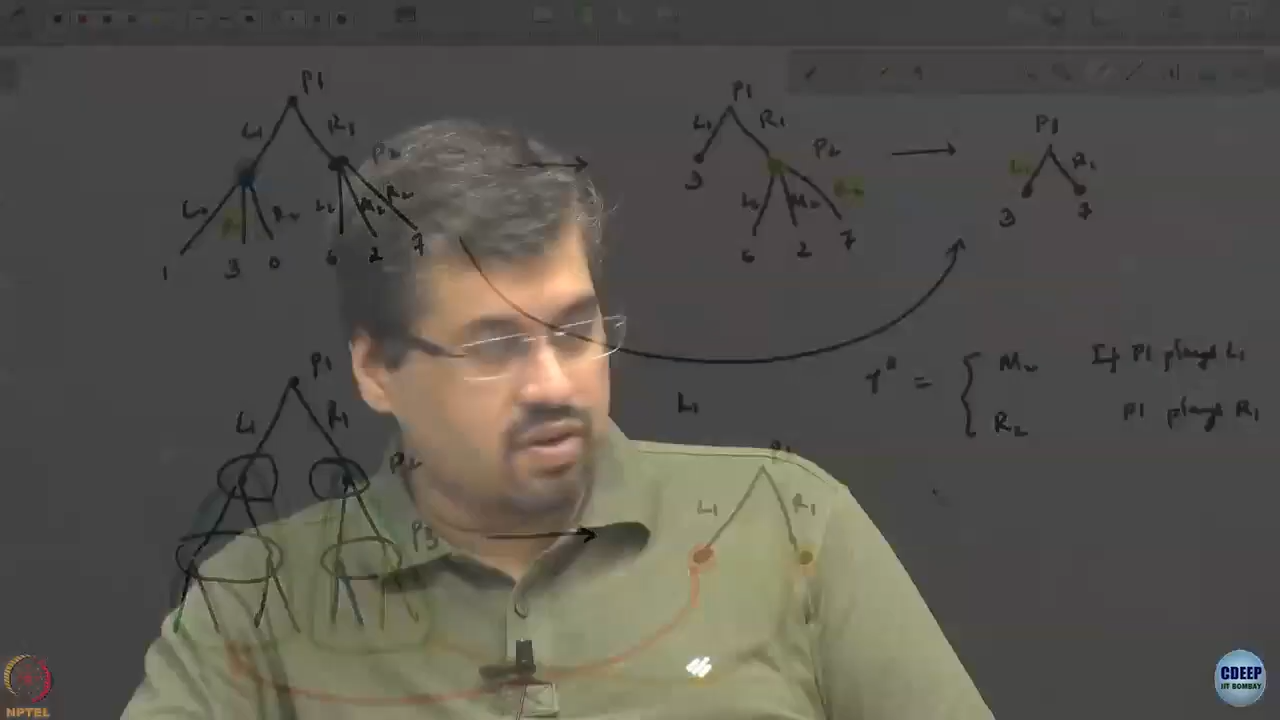 P1
L1 R1 P2
L2 R2 L2 M2 R2
1 3 0 6 2 7
P1
L1 R1 P2
L2 M2
3 6 2 7
P1
L1 R1
3 7
M2 If P1 plays L1
R2 P1 plays R1
L1
P1
L1 R1
P2
P3
L1 R1
NPTEL
CDEEP
IIT BOMBAY